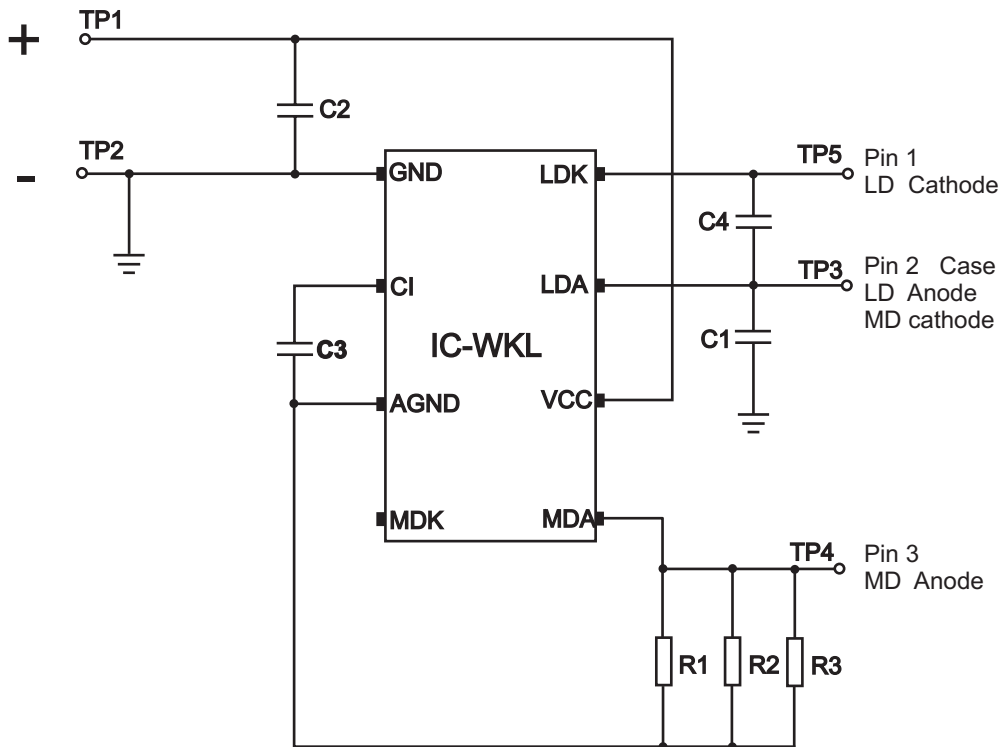 + TP1
C2
- TP2
GND
LDK
TP5
Pin 1
LD Cathode
C4
CI
LDA
TP3
Pin 2 Case
LD Anode
MD cathode
C3
IC-WKL
C1
AGND
VCC
MDK
MDA
TP4
Pin 3
MD Anode
R1
R2
R3